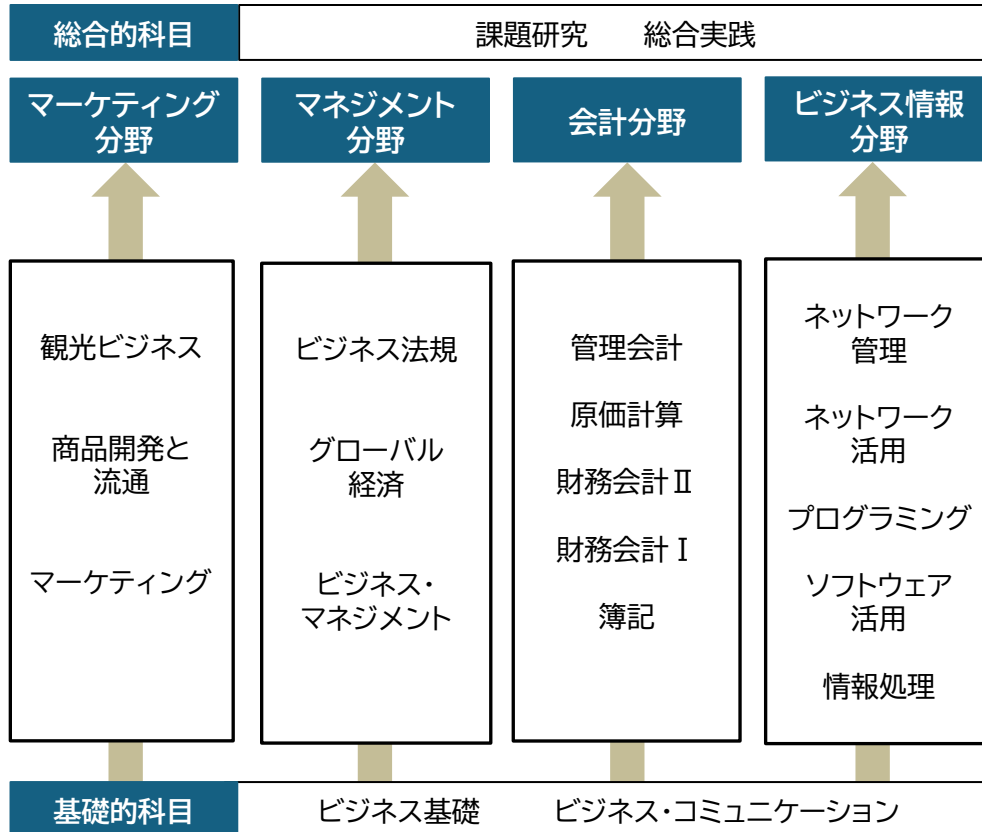 総合的科目
課題研究　　総合実践
マーケティング
分野
マネジメント
分野
会計分野
ビジネス情報
分野
観光ビジネス
商品開発と
流通
マーケティング
ビジネス法規
グローバル
経済
ビジネス・
マネジメント
管理会計
原価計算
財務会計Ⅱ
財務会計Ⅰ
簿記
ネットワーク
管理
ネットワーク
活用
プログラミング
ソフトウェア
活用
情報処理
基礎的科目
ビジネス基礎　　ビジネス・コミュニケーション